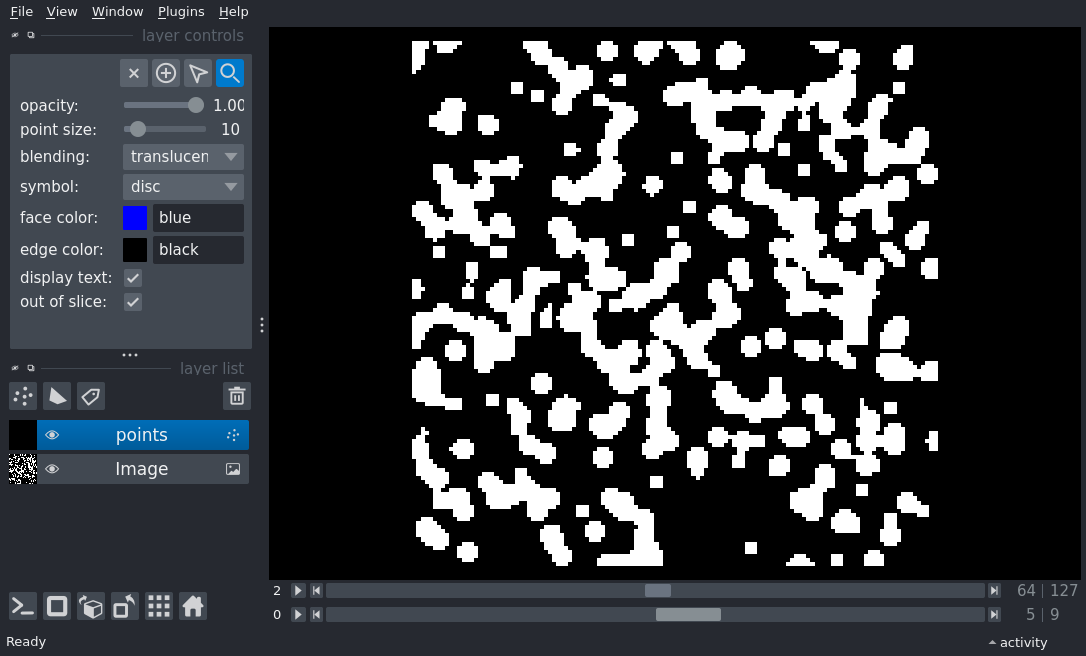 File View Window Plugins Help
layer controls
opacity: 1.00
point size: 10
blending: translucen
symbol: disc
face color: blue
edge color: black
display text:
out of slice:
layer list
points
Image
2 64 | 127
0 5 | 9
Ready activity